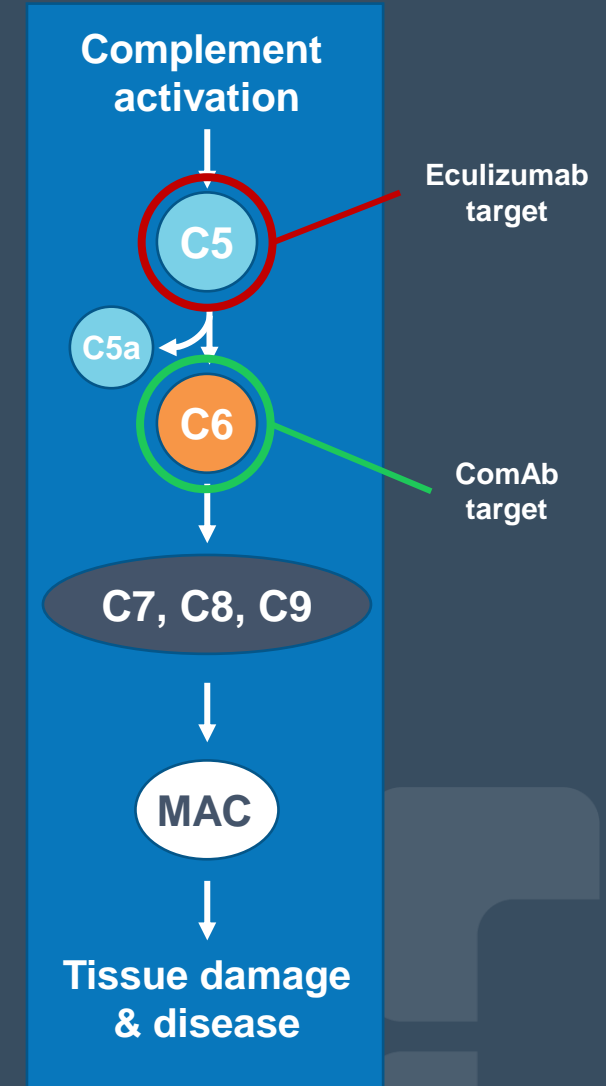 Complement
activation
Eculizumab
target
C5
C5a
C6
ComAb
target
C7, C8, C9
MAC
Tissue damage
& disease